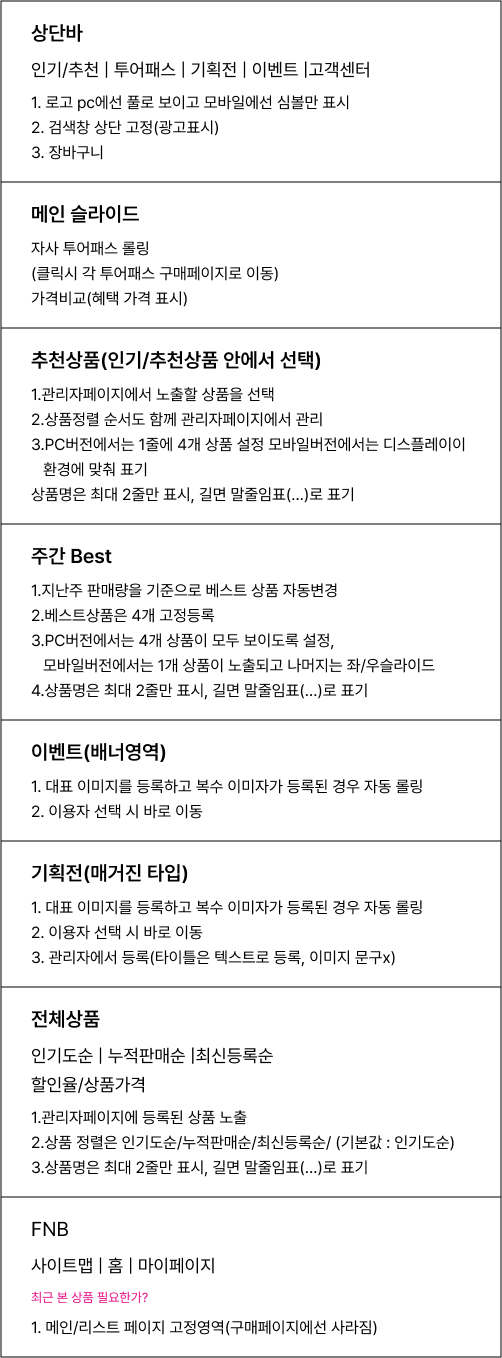 상단바
인기/추천 | 투어패스 | 기획전 | 이벤트 |고객센터
1. 로고 pc에선 풀로 보이고 모바일에선 심볼만 표시
2. 검색창 상단 고정(광고표시)
3. 장바구니
메인 슬라이드
자사 투어패스 롤링
(클릭시 각 투어패스 구매페이지로 이동)
가격비교(혜택 가격 표시)
추천상품(인기/추천상품 안에서 선택)
1.관리자페이지에서 노출할 상품을 선택
2.상품정렬 순서도 함께 관리자페이지에서 관리
3.PC버전에서는 1줄에 4개 상품 설정 모바일버전에서는 디스플레이이
환경에 맞춰 표기
상품명은 최대 2줄만 표시, 길면 말줄임표(...)로 표기
주간 Best
1.지난주 판매량을 기준으로 베스트 상품 자동변경
2.베스트상품은 4개 고정등록
3.PC버전에서는 4개 상품이 모두 보이도록 설정,
모바일버전에서는 1개 상품이 노출되고 나머지는 좌/우슬라이드
4.상품명은 최대 2줄만 표시, 길면 말줄임표(...)로 표기
이벤트(배너영역)
1. 대표 이미지를 등록하고 복수 이미자가 등록된 경우 자동 롤링
2. 이용자 선택 시 바로 이동
기획전(매거진 타입)
1. 대표 이미지를 등록하고 복수 이미자가 등록된 경우 자동 롤링
2. 이용자 선택 시 바로 이동
3. 관리자에서 등록(타이틀은 텍스트로 등록, 이미지 문구x)
전체상품
인기도순 | 누적판매순 |최신등록순
할인율/상품가격
1.관리자페이지에 등록된 상품 노출
2.상품 정렬은 인기도순/누적판매순/최신등록순/ (기본값 : 인기도순)
3.상품명은 최대 2줄만 표시, 길면 말줄임표(...)로 표기
FNB
사이트맵 | 홈 | 마이페이지
최근 본 상품 필요한가?
1. 메인/리스트 페이지 고정영역(구매페이지에선 사라짐)